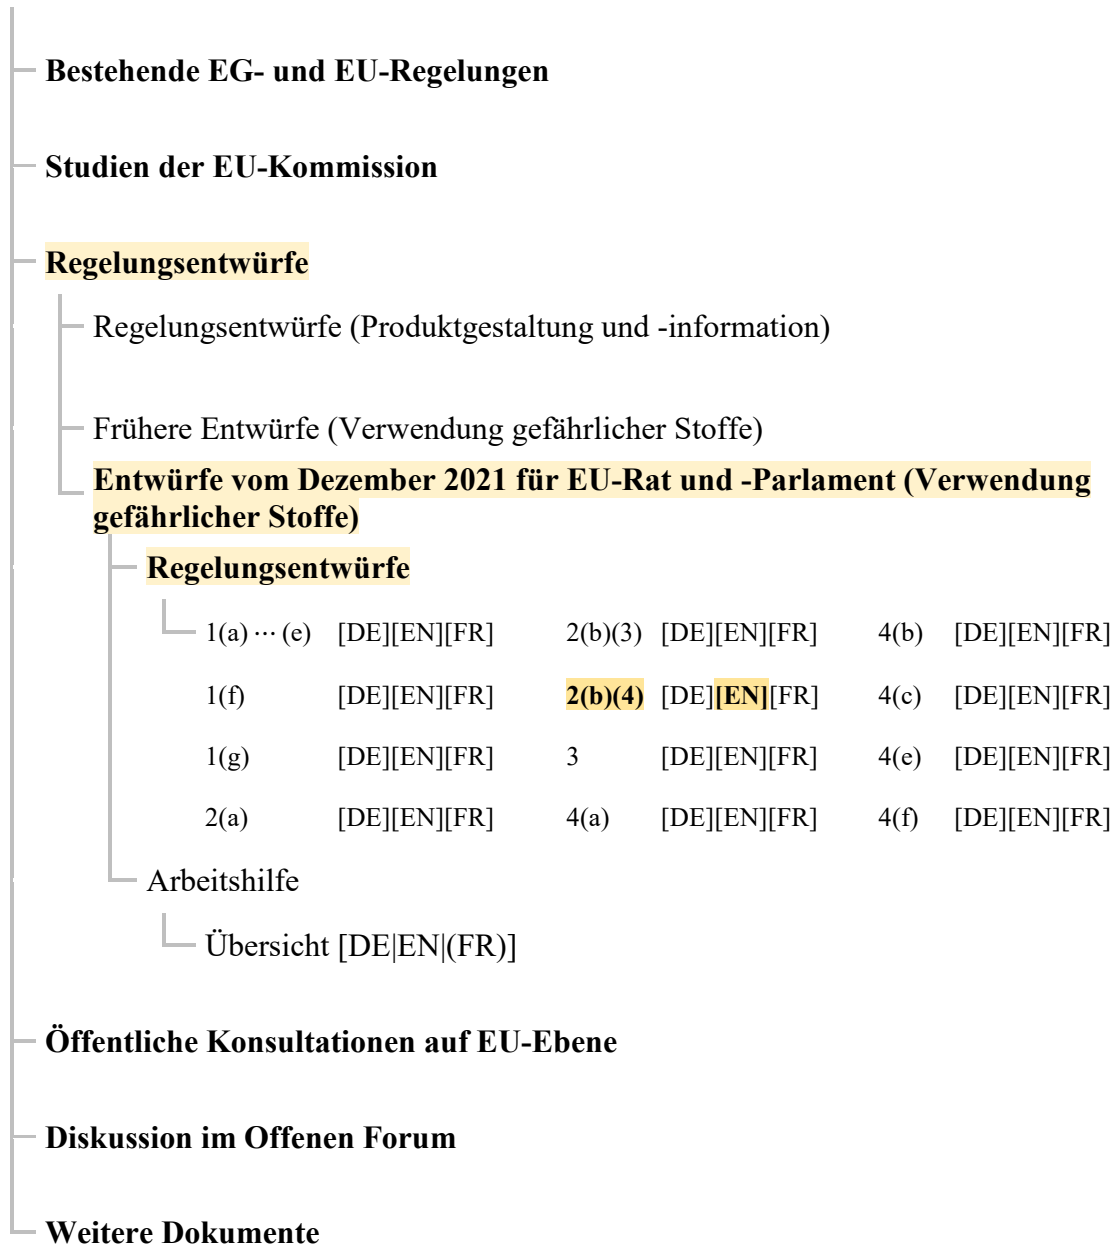 Bestehende EG- und EU-Regelungen
Studien der EU-Kommission
Regelungsentwürfe
Regelungsentwürfe (Produktgestaltung und -information)
Frühere Entwürfe (Verwendung gefährlicher Stoffe)
Entwürfe vom Dezember 2021 für EU-Rat und -Parlament (Verwendung
gefährlicher Stoffe)
Regelungsentwürfe
1(a) ··· (e) [DE][EN][FR] 2(b)(3) [DE][EN][FR] 4(b) [DE][EN][FR]
1(f) [DE][EN][FR] 2(b)(4) [DE][EN][FR] 4(c) [DE][EN][FR]
1(g) [DE][EN][FR] 3 [DE][EN][FR] 4(e) [DE][EN][FR]
2(a) [DE][EN][FR] 4(a) [DE][EN][FR] 4(f) [DE][EN][FR]
Arbeitshilfe
Übersicht [DE|EN|(FR)]
Öffentliche Konsultationen auf EU-Ebene
Diskussion im Offenen Forum
Weitere Dokumente